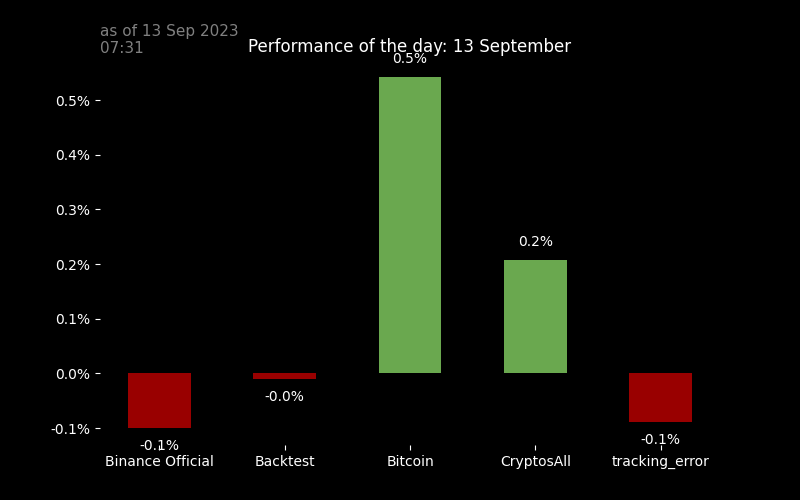 as of 13 Sep 2023
07:31
Performance of the day: 13 September
0.5%
0.5%
0.4%
0.3%
0.2%
0.2%
0.1%
0.0%
-0.0%
-0.1%
-0.1%
-0.1%
Binance Official
Backtest
Bitcoin
CryptosAll
tracking_error